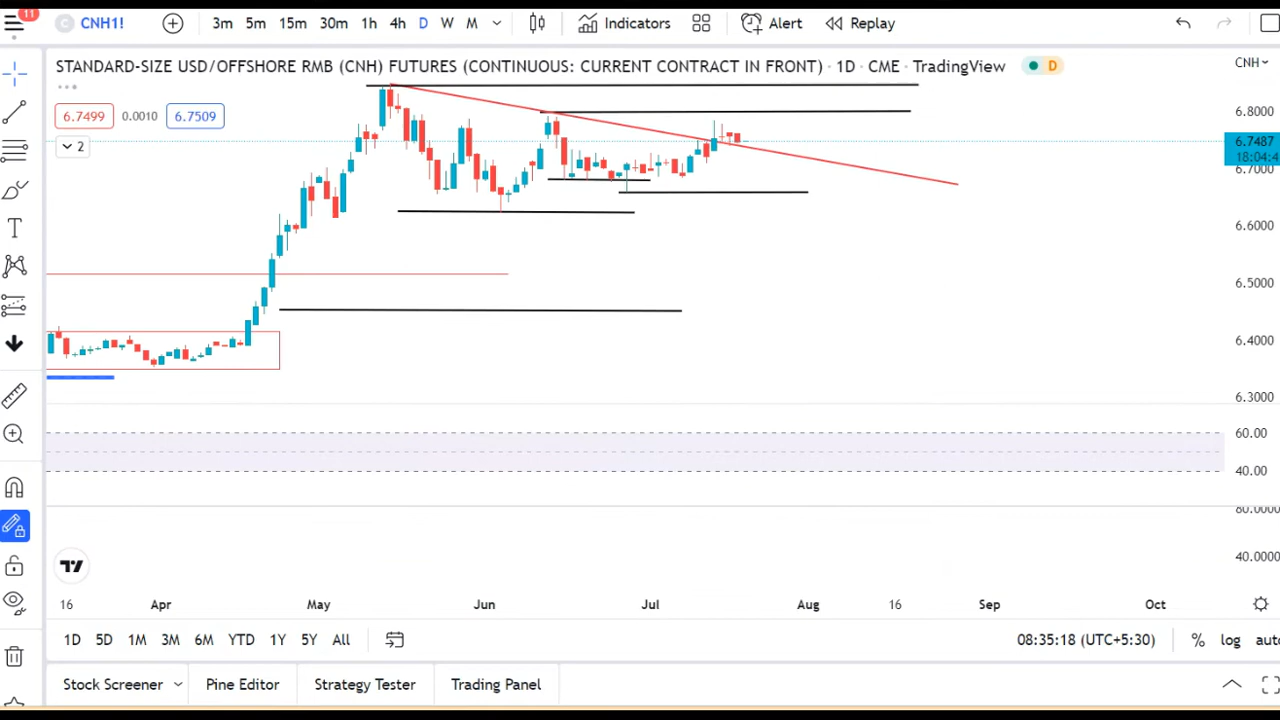 11
C CNH1! 3m 5m 15m 30m 1h 4h D W M Indicators Alert Replay
STANDARD-SIZE USD/OFFSHORE RMB (CNH) FUTURES (CONTINUOUS: CURRENT CONTRACT IN FRONT) · 1D · CME · TradingView D
CNH
6.7499 0.0010 6.7509
2
6.8000
6.7487
18:04:4
6.7000
6.6000
6.5000
6.4000
6.3000
60.00
40.00
80.0000
40.0000
16 Apr May Jun Jul Aug 16 Sep Oct
1D 5D 1M 3M 6M YTD 1Y 5Y All 08:35:18 (UTC+5:30) % log auto
Stock Screener Pine Editor Strategy Tester Trading Panel